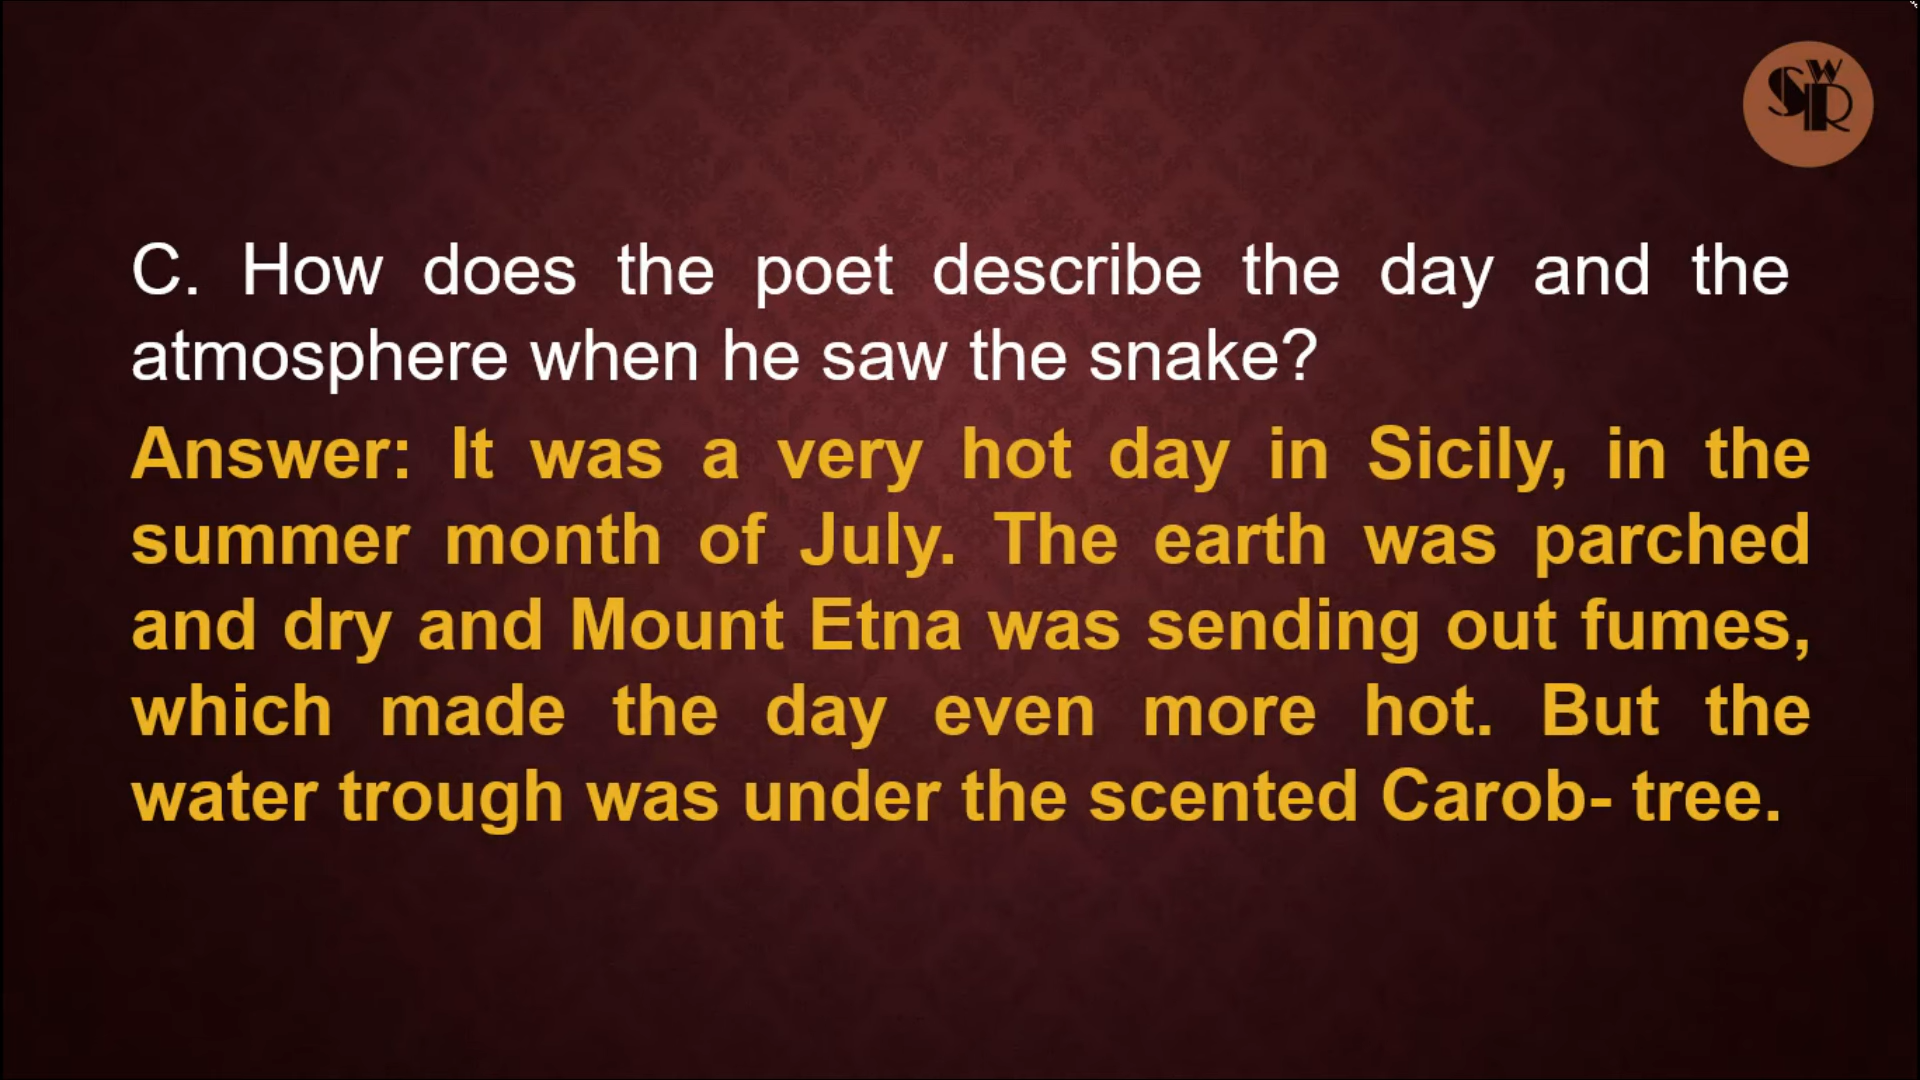 SWR
C. How does the poet describe the day and the
atmosphere when he saw the snake?
Answer: It was a very hot day in Sicily, in the
summer month of July. The earth was parched
and dry and Mount Etna was sending out fumes,
which made the day even more hot. But the
water trough was under the scented Carob- tree.